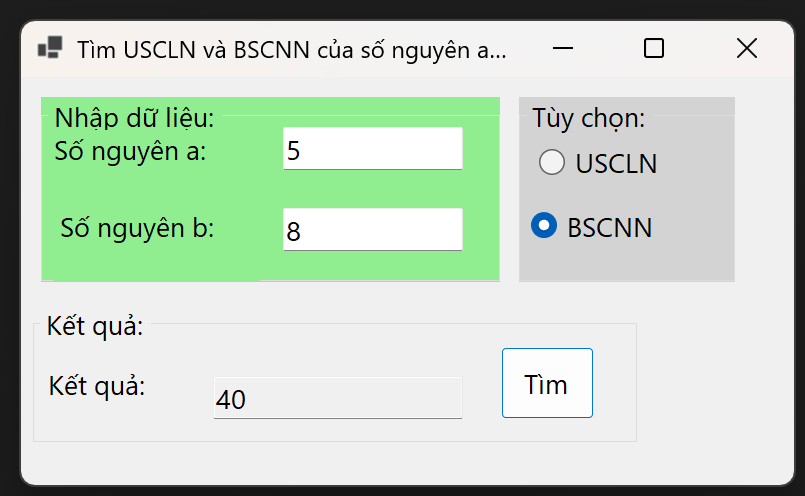 Tìm USCLN và BSCNN của số nguyên a...
Nhập dữ liệu:
Số nguyên a:
5
Số nguyên b:
8
Tùy chọn:
USCLN
BSCNN
Kết quả:
Kết quả:
40
Tìm